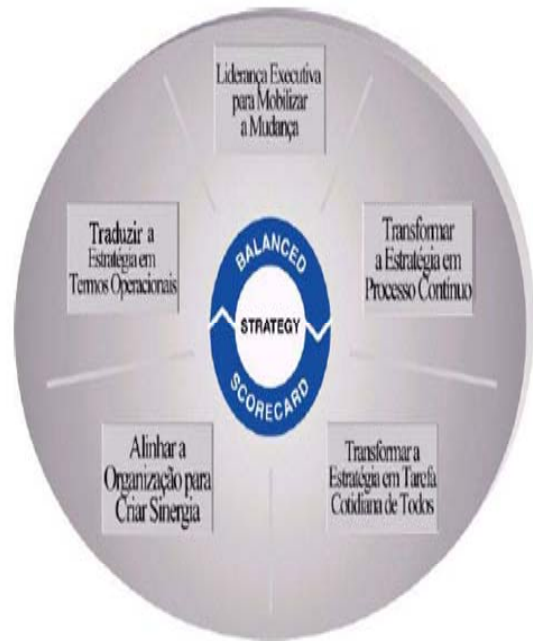 Liderança Executiva
para Mobilizar
a Mudança
Traduzir a
Estratégia em
Termos Operacionais
Transformar
a Estratégia em
Processo Contínuo
BALANCED
STRATEGY
SCORECARD
Alinhar a
Organização para
Criar Sinergia
Transformar a
Estratégia em Tarefa
Cotidiana de Todos